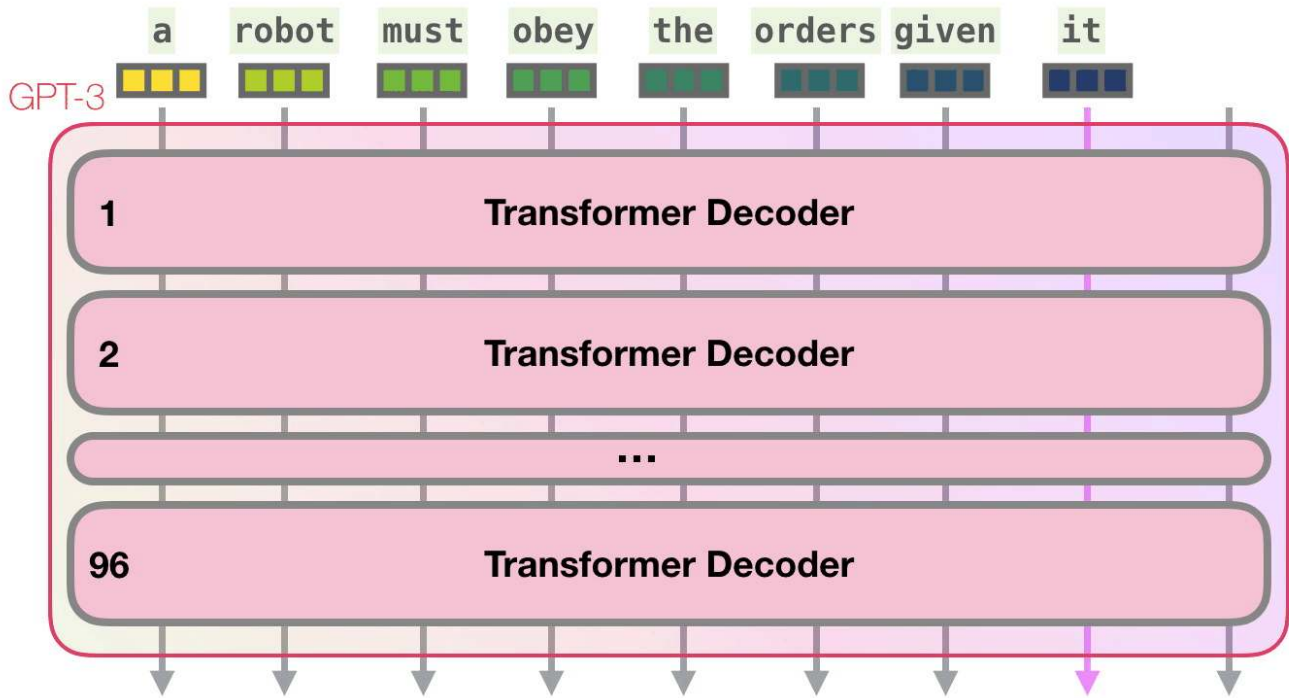 a robot must obey the orders given it
GPT-3
1 Transformer Decoder
2 Transformer Decoder
...
96 Transformer Decoder